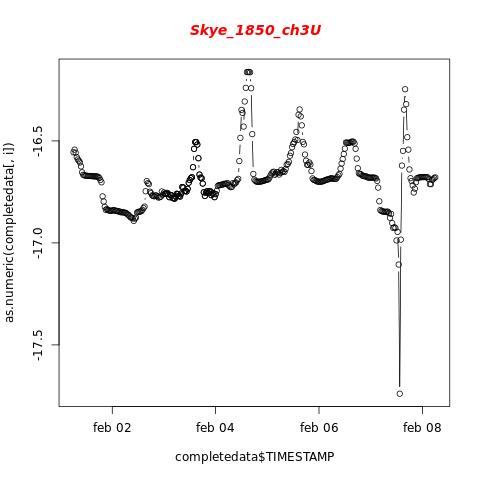 Skye_1850_ch3U
as.numeric(completedata[, i])
-16.5
-17.0
-17.5
feb 02
feb 04
feb 06
feb 08
completedata$TIMESTAMP